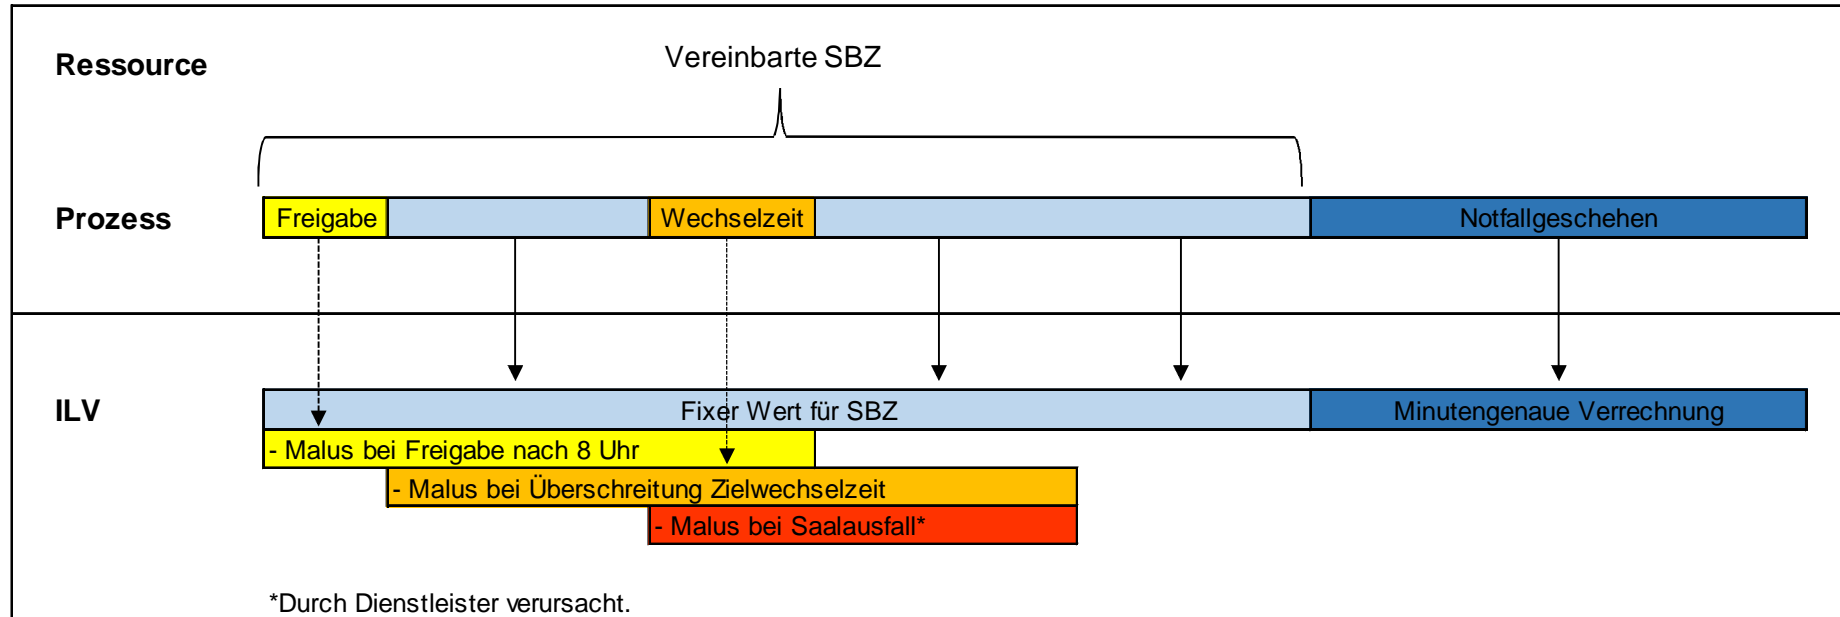 Ressource
Vereinbarte SBZ
Prozess
Freigabe
Wechselzeit
Notfallgeschehen
ILV
Fixer Wert für SBZ
Minutengenaue Verrechnung
- Malus bei Freigabe nach 8 Uhr
- Malus bei Überschreitung Zielwechselzeit
- Malus bei Saalausfall*
*Durch Dienstleister verursacht.